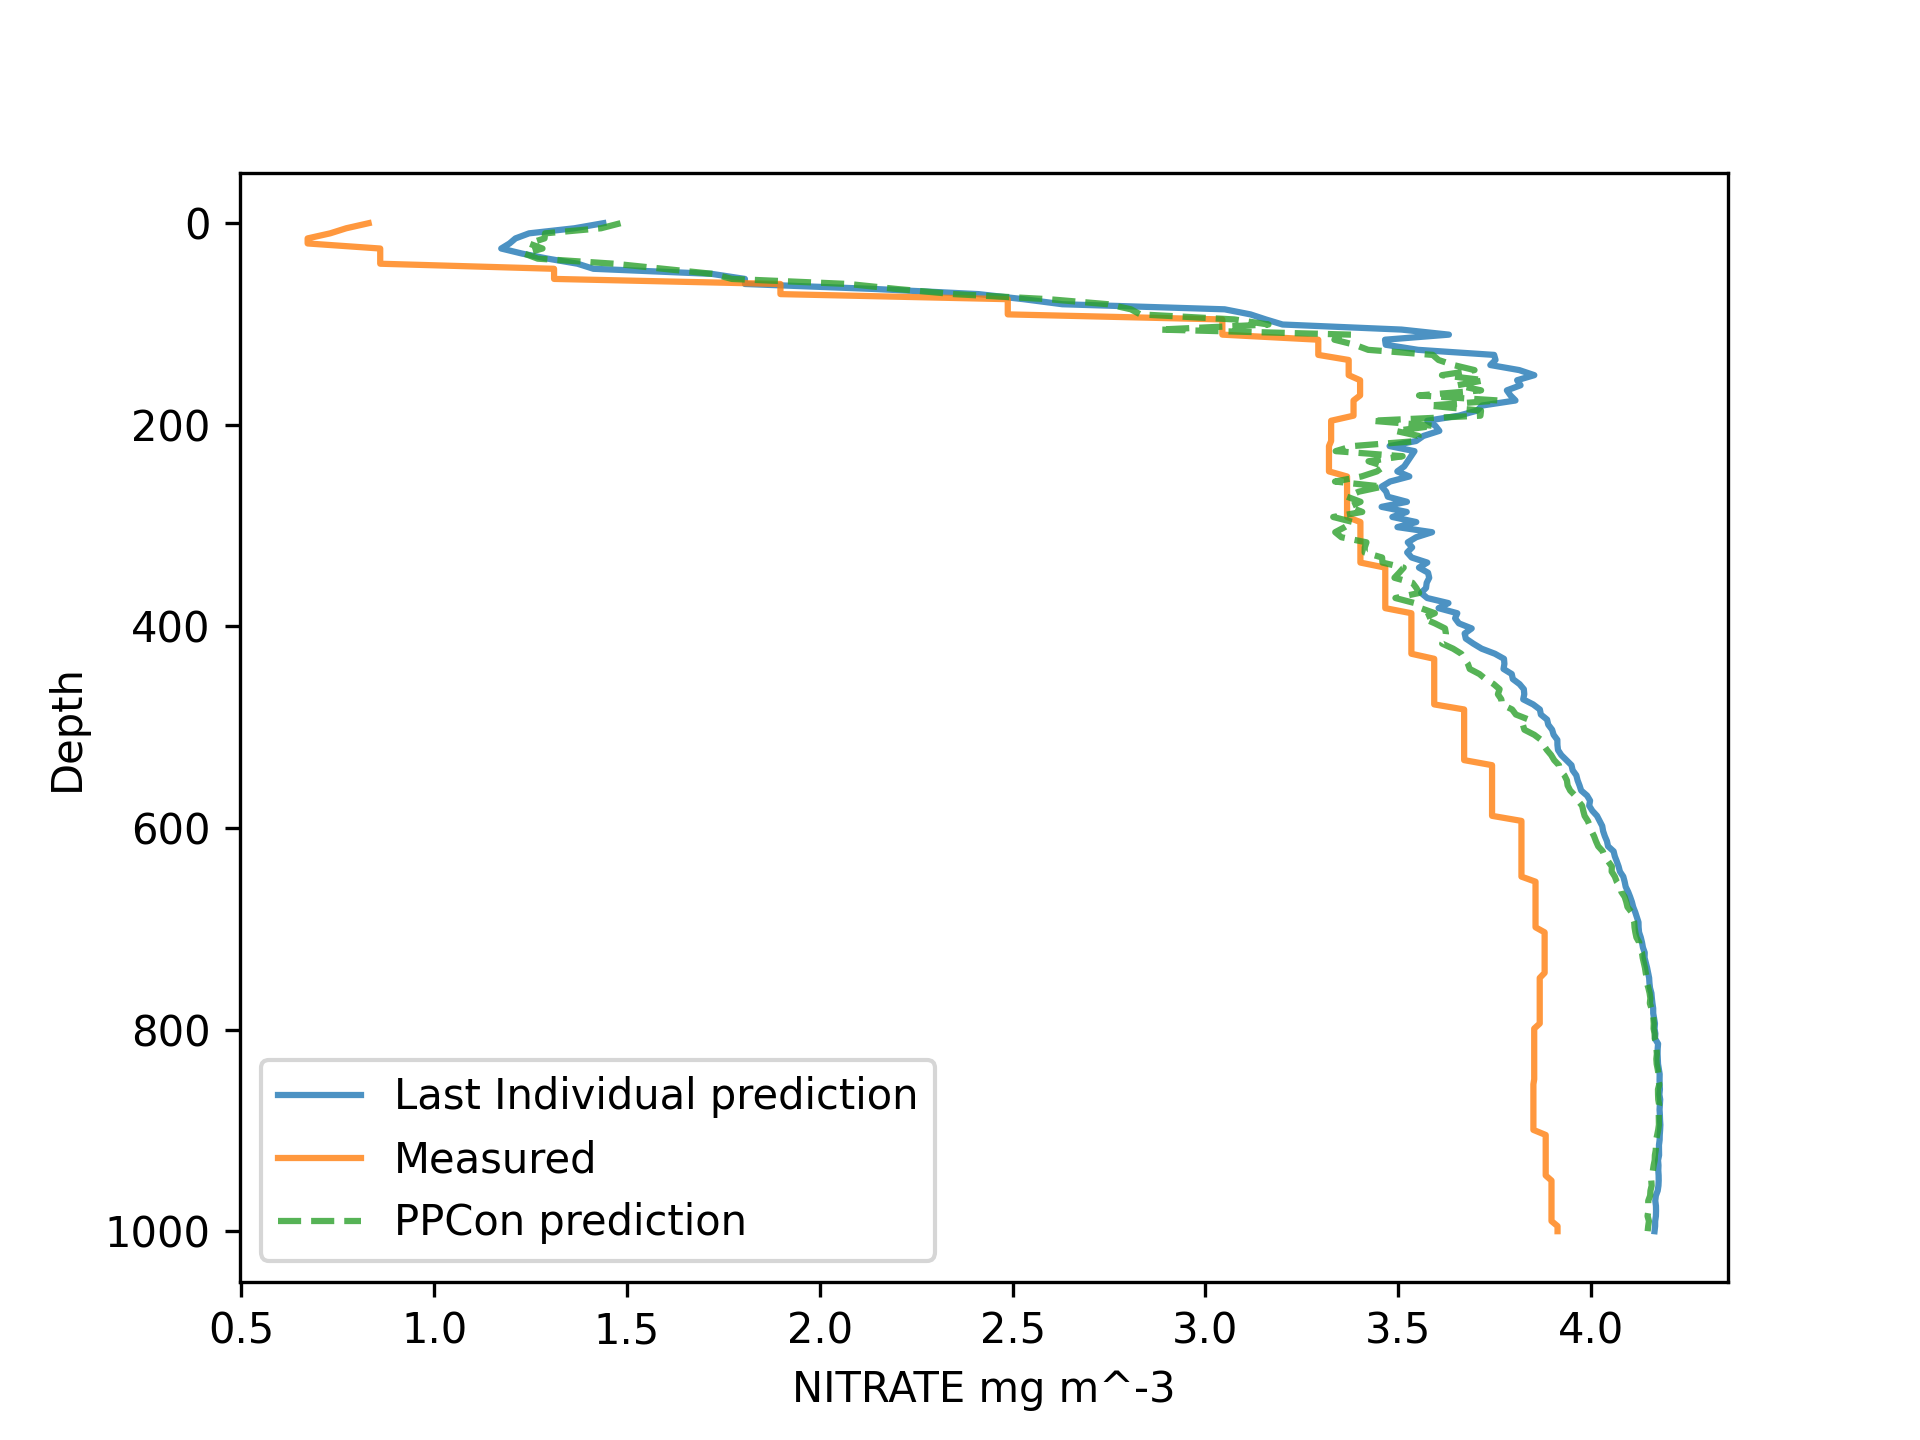 0
200
400
600
800
1000
Depth
Last Individual prediction
Measured
PPCon prediction
0.5 1.0 1.5 2.0 2.5 3.0 3.5 4.0
NITRATE mg m^-3